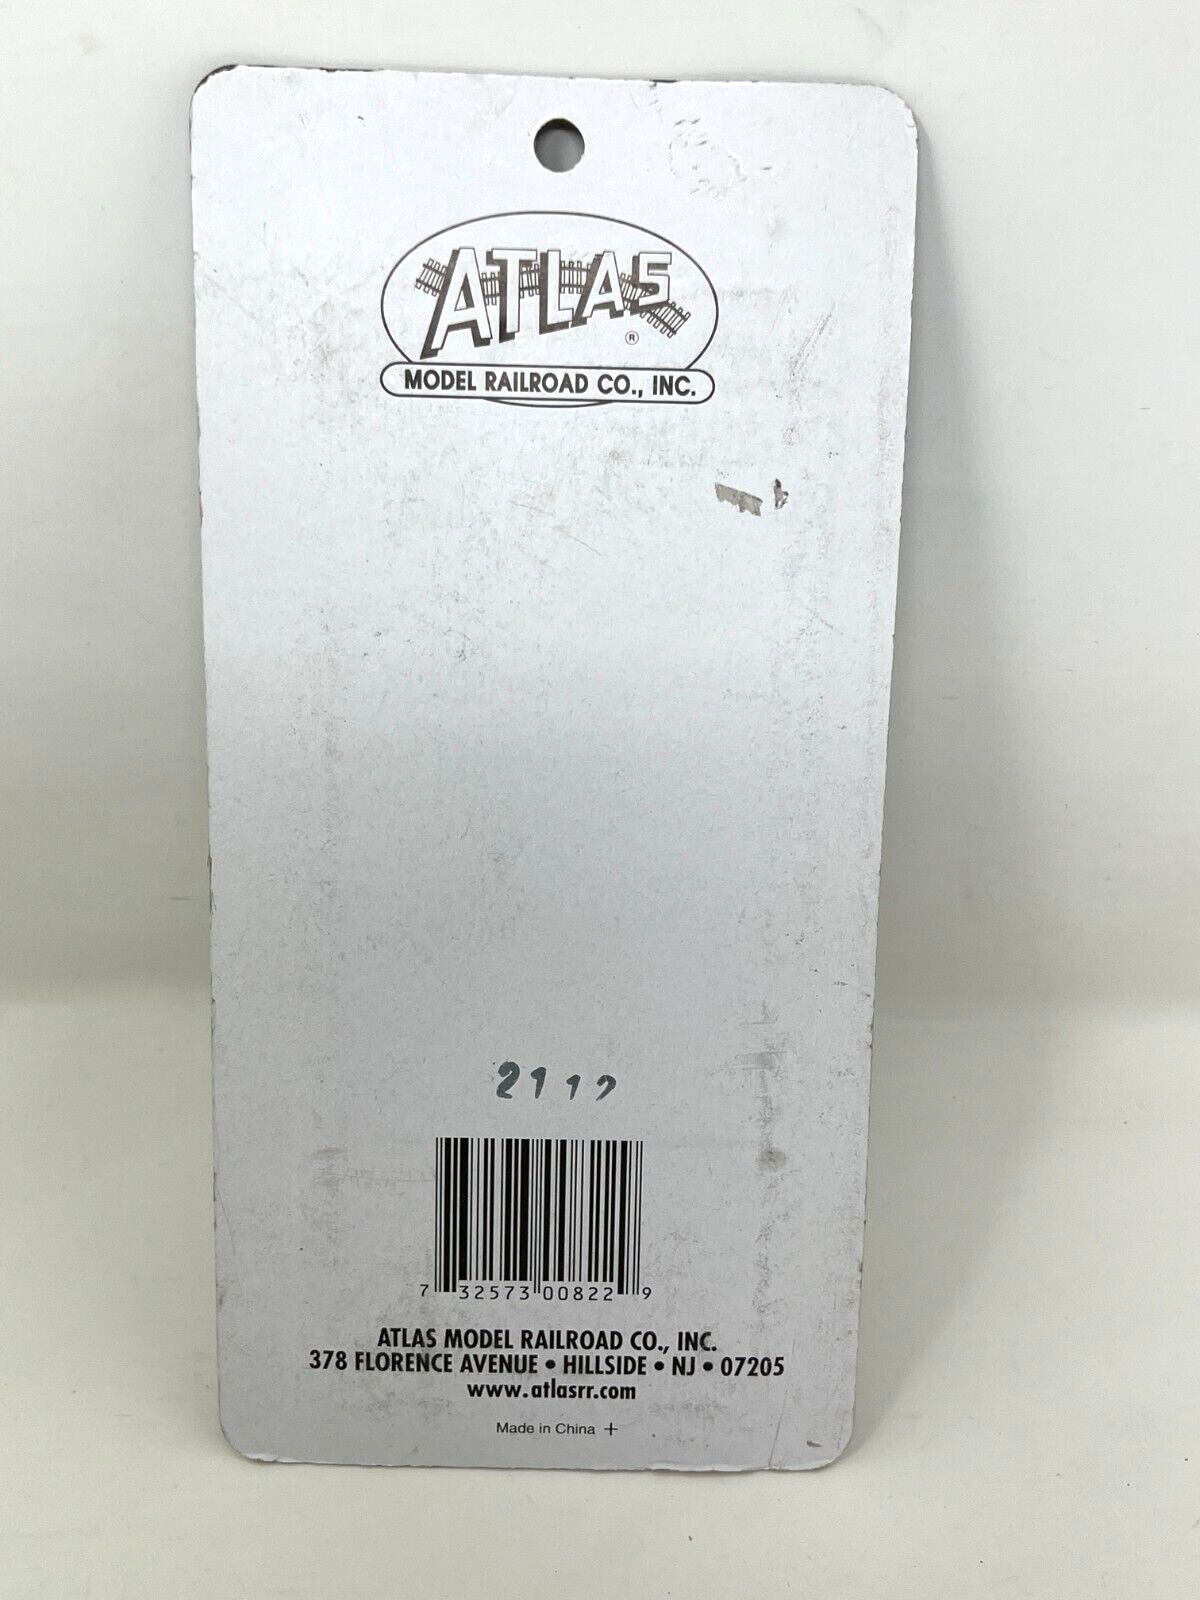 ATLAS
®
MODEL RAILROAD CO., INC.
2112
7 32573 00822 9
ATLAS MODEL RAILROAD CO., INC.
378 FLORENCE AVENUE • HILLSIDE • NJ • 07205
www.atlasrr.com
Made in China +